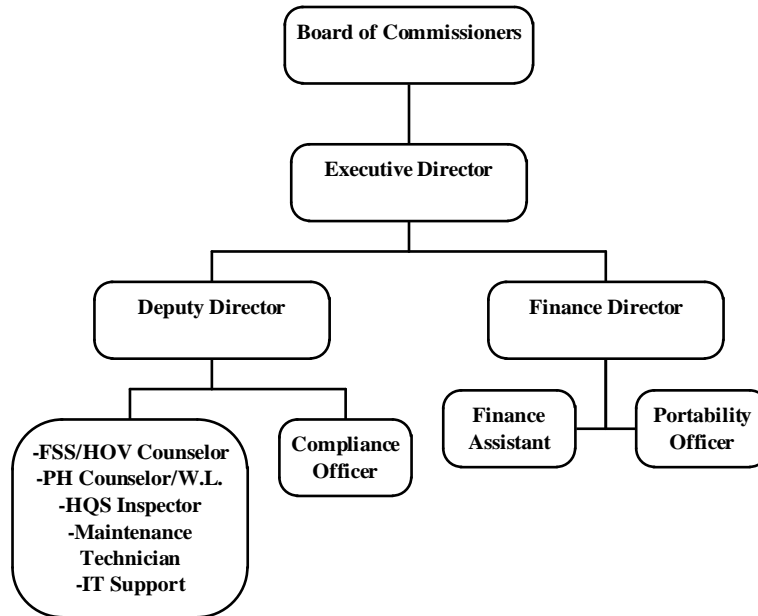 Board of Commissioners
Executive Director
Deputy Director
Finance Director
-FSS/HOV Counselor
-PH Counselor/W.L.
-HQS Inspector
-Maintenance
Technician
-IT Support
Compliance
Officer
Finance
Assistant
Portability
Officer